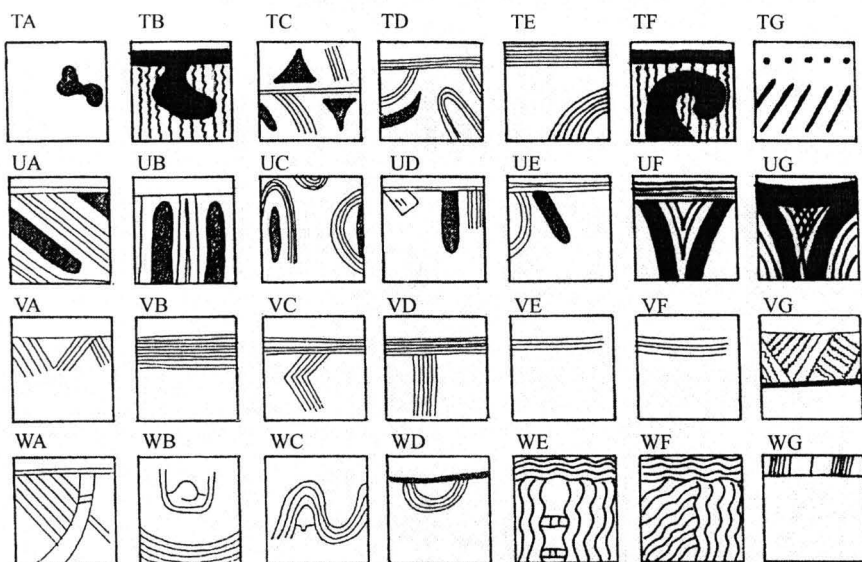 TA TB TC TD TE TF TG
UA UB UC UD UE UF UG
VA VB VC VD VE VF VG
WA WB WC WD WE WF WG